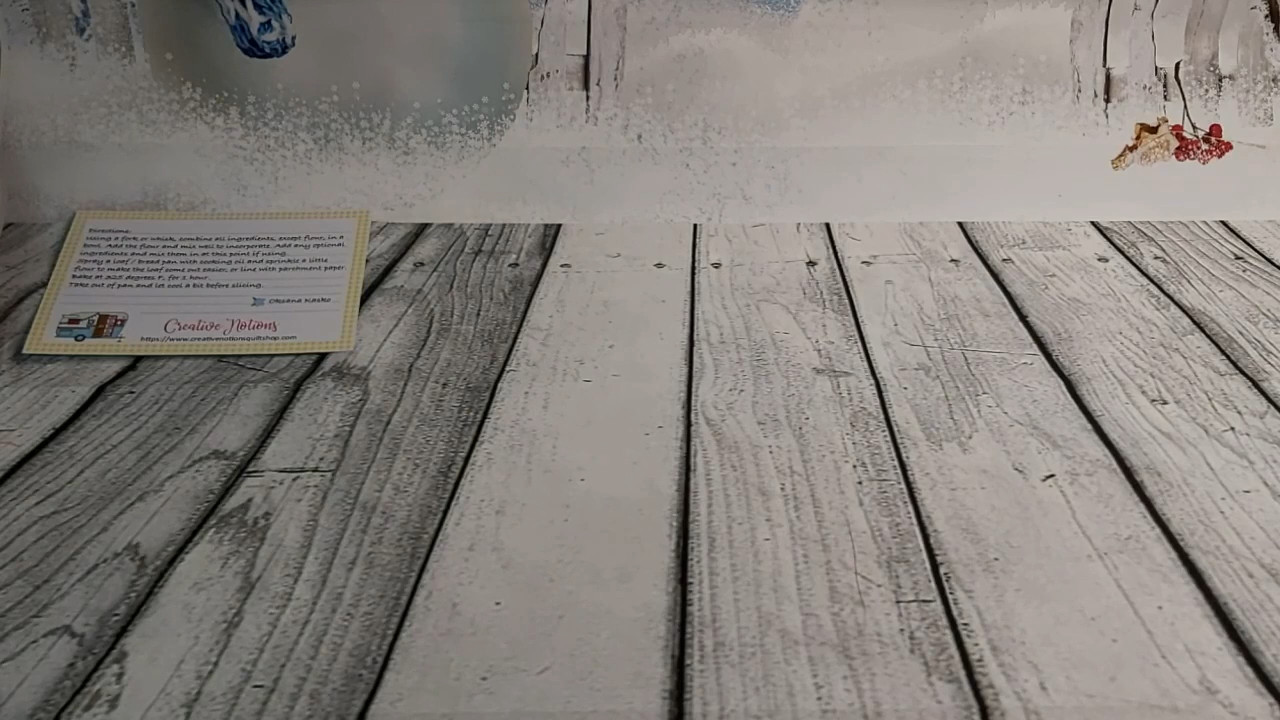 Directions:
Using a fork or whisk, combine all ingredients, except flour, in a
bowl. Add the flour and mix well to incorporate. Add any optional
ingredients and mix them in at this point if using.
Spray a loaf / bread pan with cooking oil and sprinkle a little
flour to make the loaf come out easier, or line with parchment paper.
Bake at 325 degrees F, for 1 hour.
Take out of pan and let cool a bit before slicing.
Oksana Nasko
Creative Notions
https://www.creativenotionsquiltshop.com